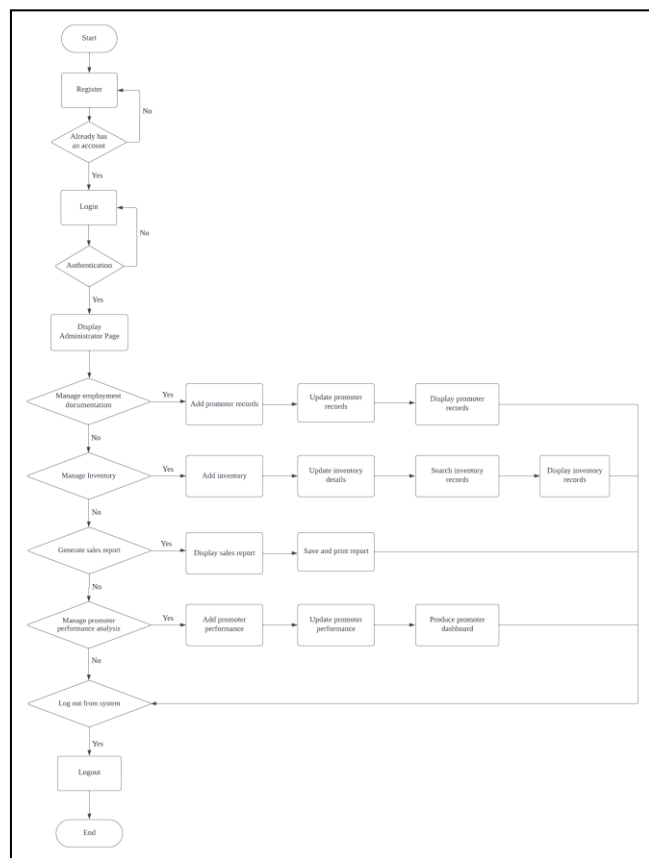 Start
Register
No
Already has
an account
Yes
Login
No
Authentication
Yes
Display
Administrator Page
Manage employment
documentation
Yes
Add promoter records
Update promoter
records
Display promoter
records
No
Manage Inventory
Yes
Add inventory
Update inventory
details
Search inventory
records
Display inventory
records
No
Generate sales report
Yes
Display sales report
Save and print report
No
Manage promoter
performance analysis
Yes
Add promoter
performance
Update promoter
performance
Produce promoter
dashboard
No
Log out from system
Yes
Logout
End